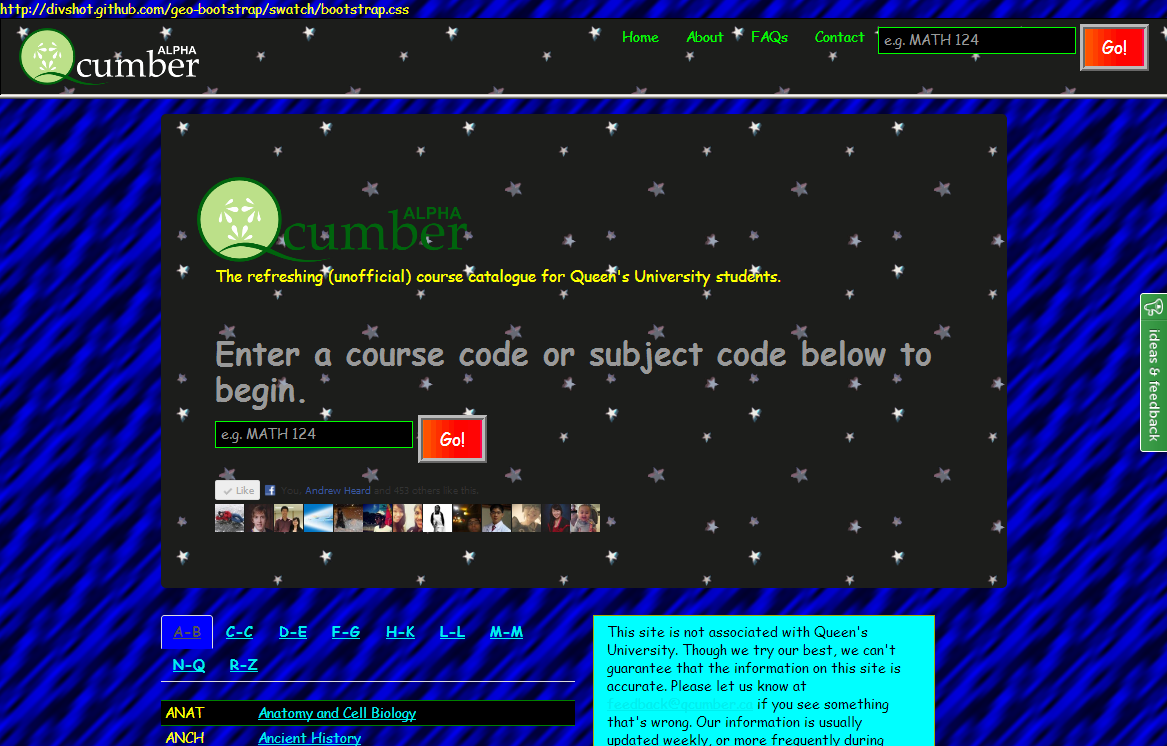 http://divshot.github.com/geo-bootstrap/swatch/bootstrap.css
ALPHA
cumber
Home About FAQs Contact e.g. MATH 124 Go!
ALPHA
cumber
The refreshing (unofficial) course catalogue for Queen's University students.
Enter a course code or subject code below to
begin.
e.g. MATH 124 Go!
Like You, Andrew Heard and 453 others like this.
ideas & feedback
A-B C-C D-E F-G H-K L-L M-M
N-Q R-Z
ANAT Anatomy and Cell Biology
ANCH Ancient History
This site is not associated with Queen's
University. Though we try our best, we can't
guarantee that the information on this site is
accurate. Please let us know at
feedback@qcumber.ca if you see something
that's wrong. Our information is usually
updated weekly, or more frequently during